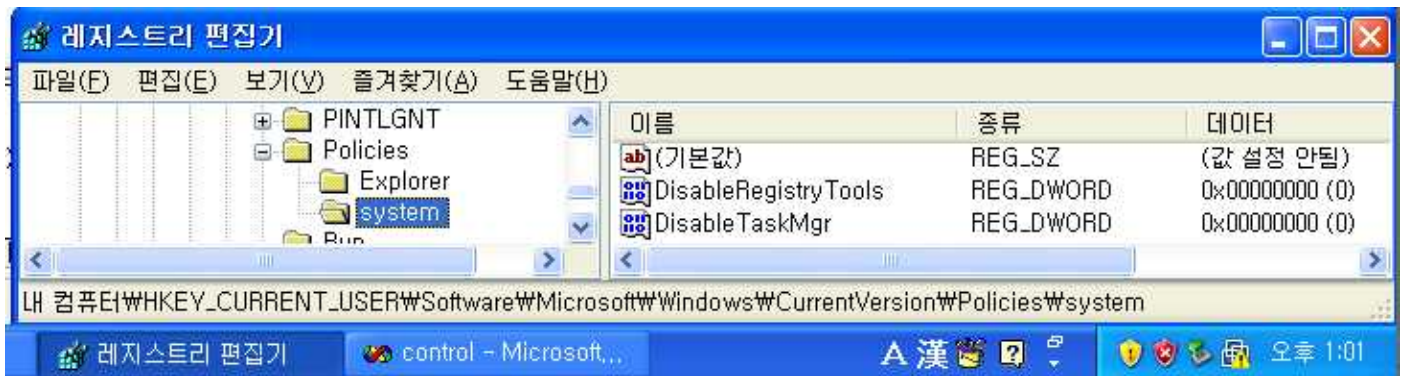 레지스트리 편집기
파일(F) 편집(E) 보기(V) 즐겨찾기(A) 도움말(H)
PINTLGNT
Policies
Explorer
system
Run
이름 종류 데이터
(기본값) REG_SZ (값 설정 안됨)
DisableRegistryTools REG_DWORD 0x00000000 (0)
DisableTaskMgr REG_DWORD 0x00000000 (0)
내 컴퓨터₩HKEY_CURRENT_USER₩Software₩Microsoft₩Windows₩CurrentVersion₩Policies₩system
레지스트리 편집기 control - Microsoft... A 漢 오후 1:01